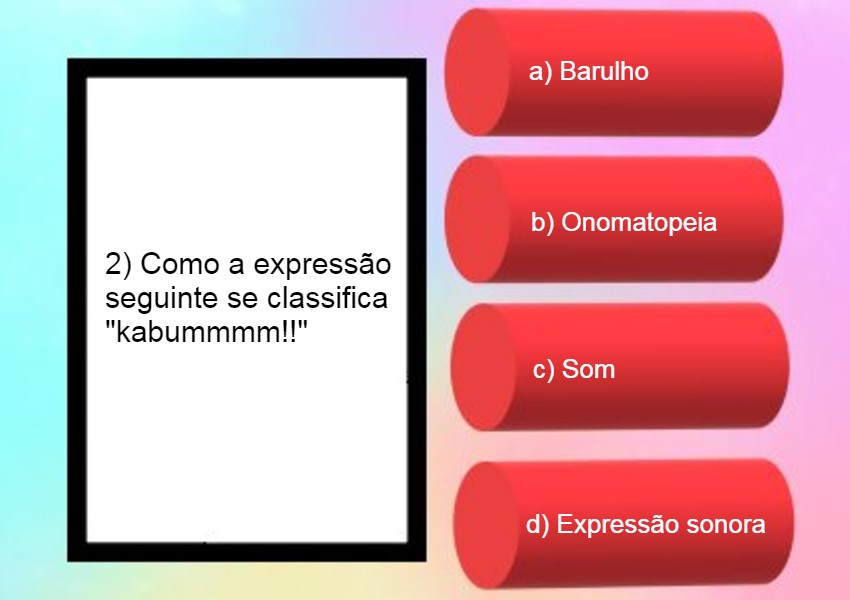 2) Como a expressão
seguinte se classifica
"kabummmm!!"
a) Barulho
b) Onomatopeia
c) Som
d) Expressão sonora